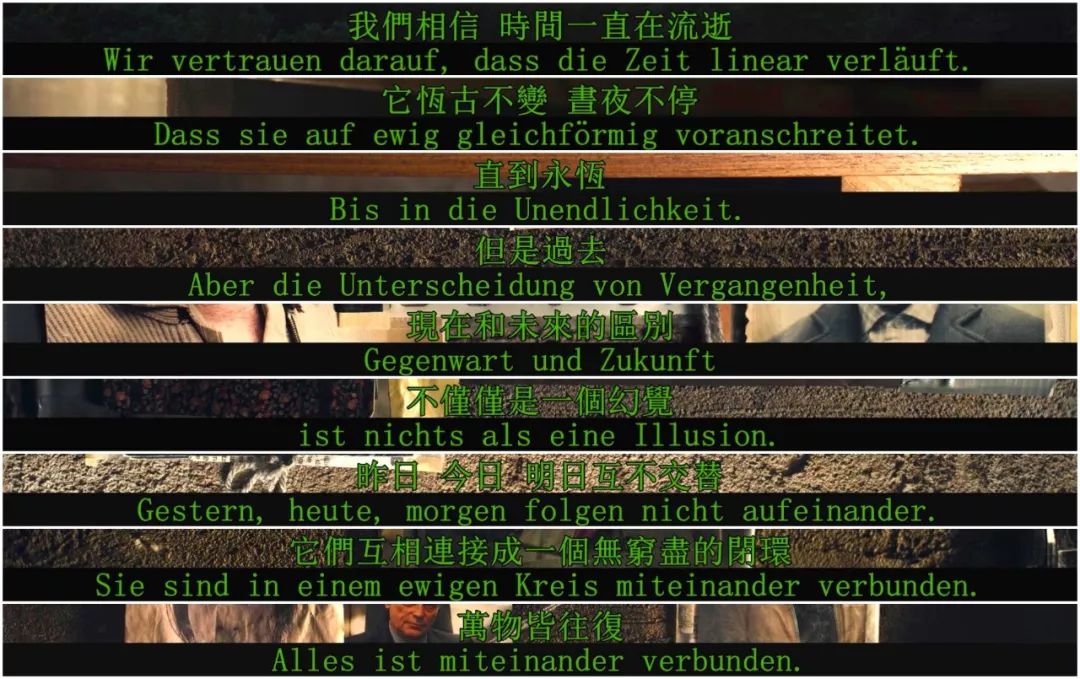 我們相信 時間一直在流逝
Wir vertrauen darauf, dass die Zeit linear verläuft.
它恆古不變 晝夜不停
Dass sie auf ewig gleichförmig voranschreitet.
直到永恆
Bis in die Unendlichkeit.
但是過去
Aber die Unterscheidung von Vergangenheit,
現在和未來的區別
Gegenwart und Zukunft
不僅僅是一個幻覺
ist nichts als eine Illusion.
昨日 今日 明日互不交替
Gestern, heute, morgen folgen nicht aufeinander.
它們互相連接成一個無窮盡的閉環
Sie sind in einem ewigen Kreis miteinander verbunden.
萬物皆往復
Alles ist miteinander verbunden.